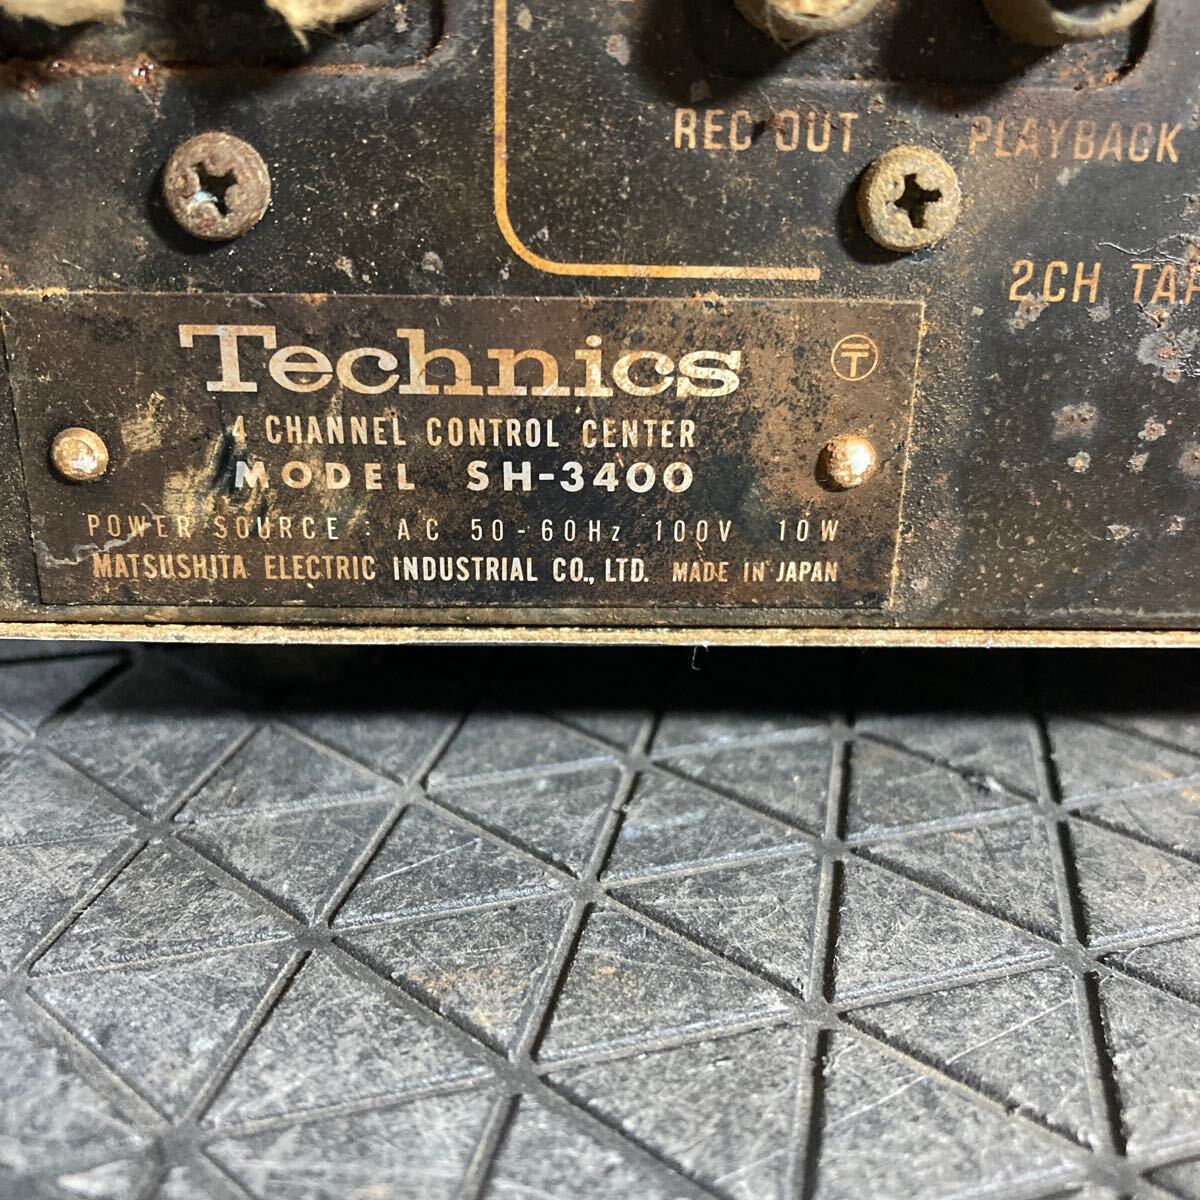 REC OUT PLAYBACK
2CH
Technics 〒
4 CHANNEL CONTROL CENTER
MODEL SH-3400
POWER SOURCE : AC 50-60Hz 100V 10W
MATSUSHITA ELECTRIC INDUSTRIAL CO., LTD. MADE IN JAPAN